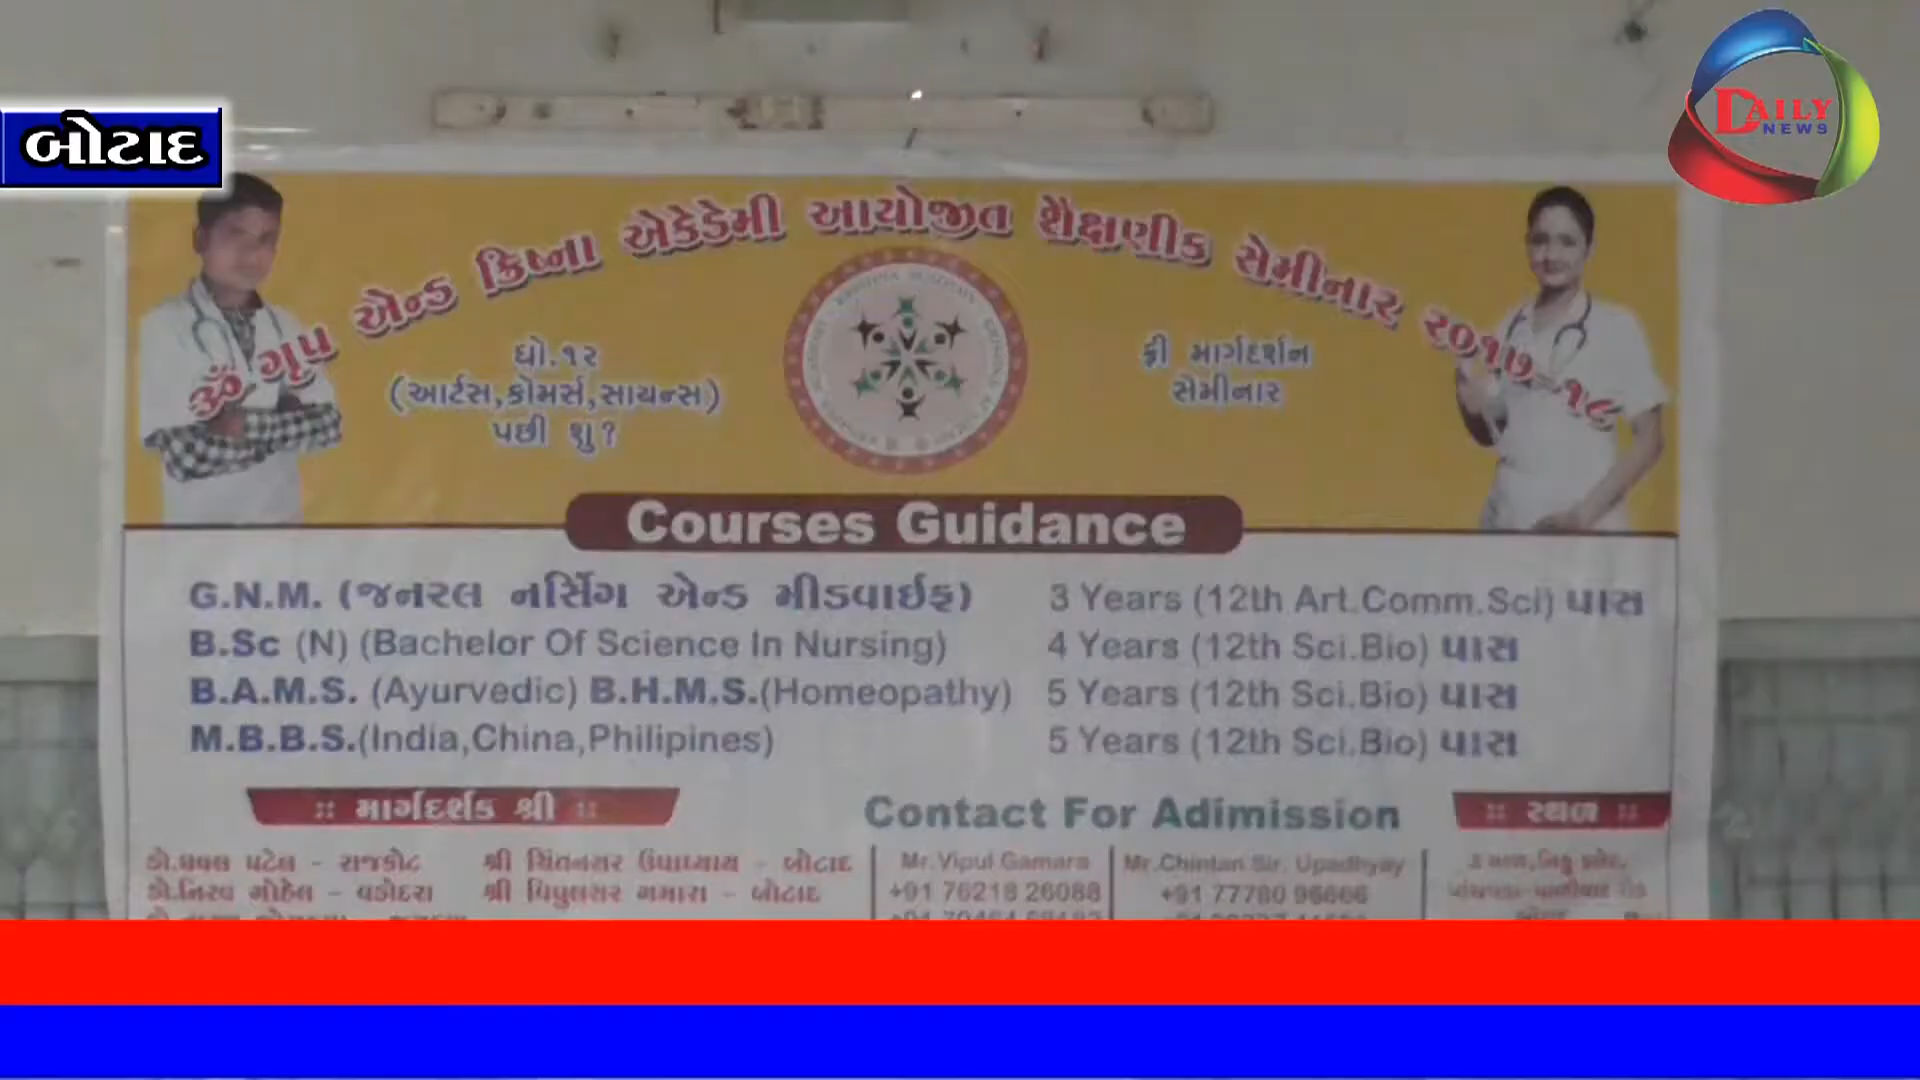 બોટાદ
DAILY NEWS
ૐ ગૃપ એન્ડ ક્રિષ્ના એકેડેમી આયોજીત શૈક્ષણીક સેમીનાર ૨૦૧૭-૧૮
ધો.૧૨
(આર્ટસ,કોમર્સ,સાયન્સ)
પછી શુ?
ફ્રી માર્ગદર્શન
સેમીનાર
Courses Guidance
G.N.M. (જનરલ નર્સિંગ એન્ડ મીડવાઈફ) 3 Years (12th Art.Comm.Sci) પાસ
B.Sc (N) (Bachelor Of Science In Nursing) 4 Years (12th Sci.Bio) પાસ
B.A.M.S. (Ayurvedic) B.H.M.S.(Homeopathy) 5 Years (12th Sci.Bio) પાસ
M.B.B.S.(India,China,Philipines) 5 Years (12th Sci.Bio) પાસ
:: માર્ગદર્શક શ્રી ::
Contact For Adimission
:: સ્થળ ::
ડો.ધવલ પટેલ - રાજકોટ શ્રી ચિંતનસર ઉપાધ્યાય - બોટાદ
ડો.નિરવ ગોહેલ - વડોદરા શ્રી વિપુલસર ગમારા - બોટાદ
Mr.Vipul Gamara
+91 76218 26088
Mr.Chintan Sir. Upadhyay
+91 77780 96666